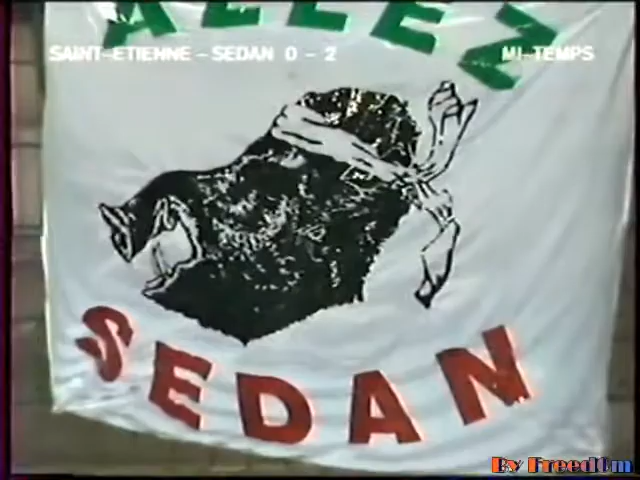 ALLEZ
SAINT-ETIENNE - SEDAN 0 - 2
MI-TEMPS
SEDAN
By Freed0m